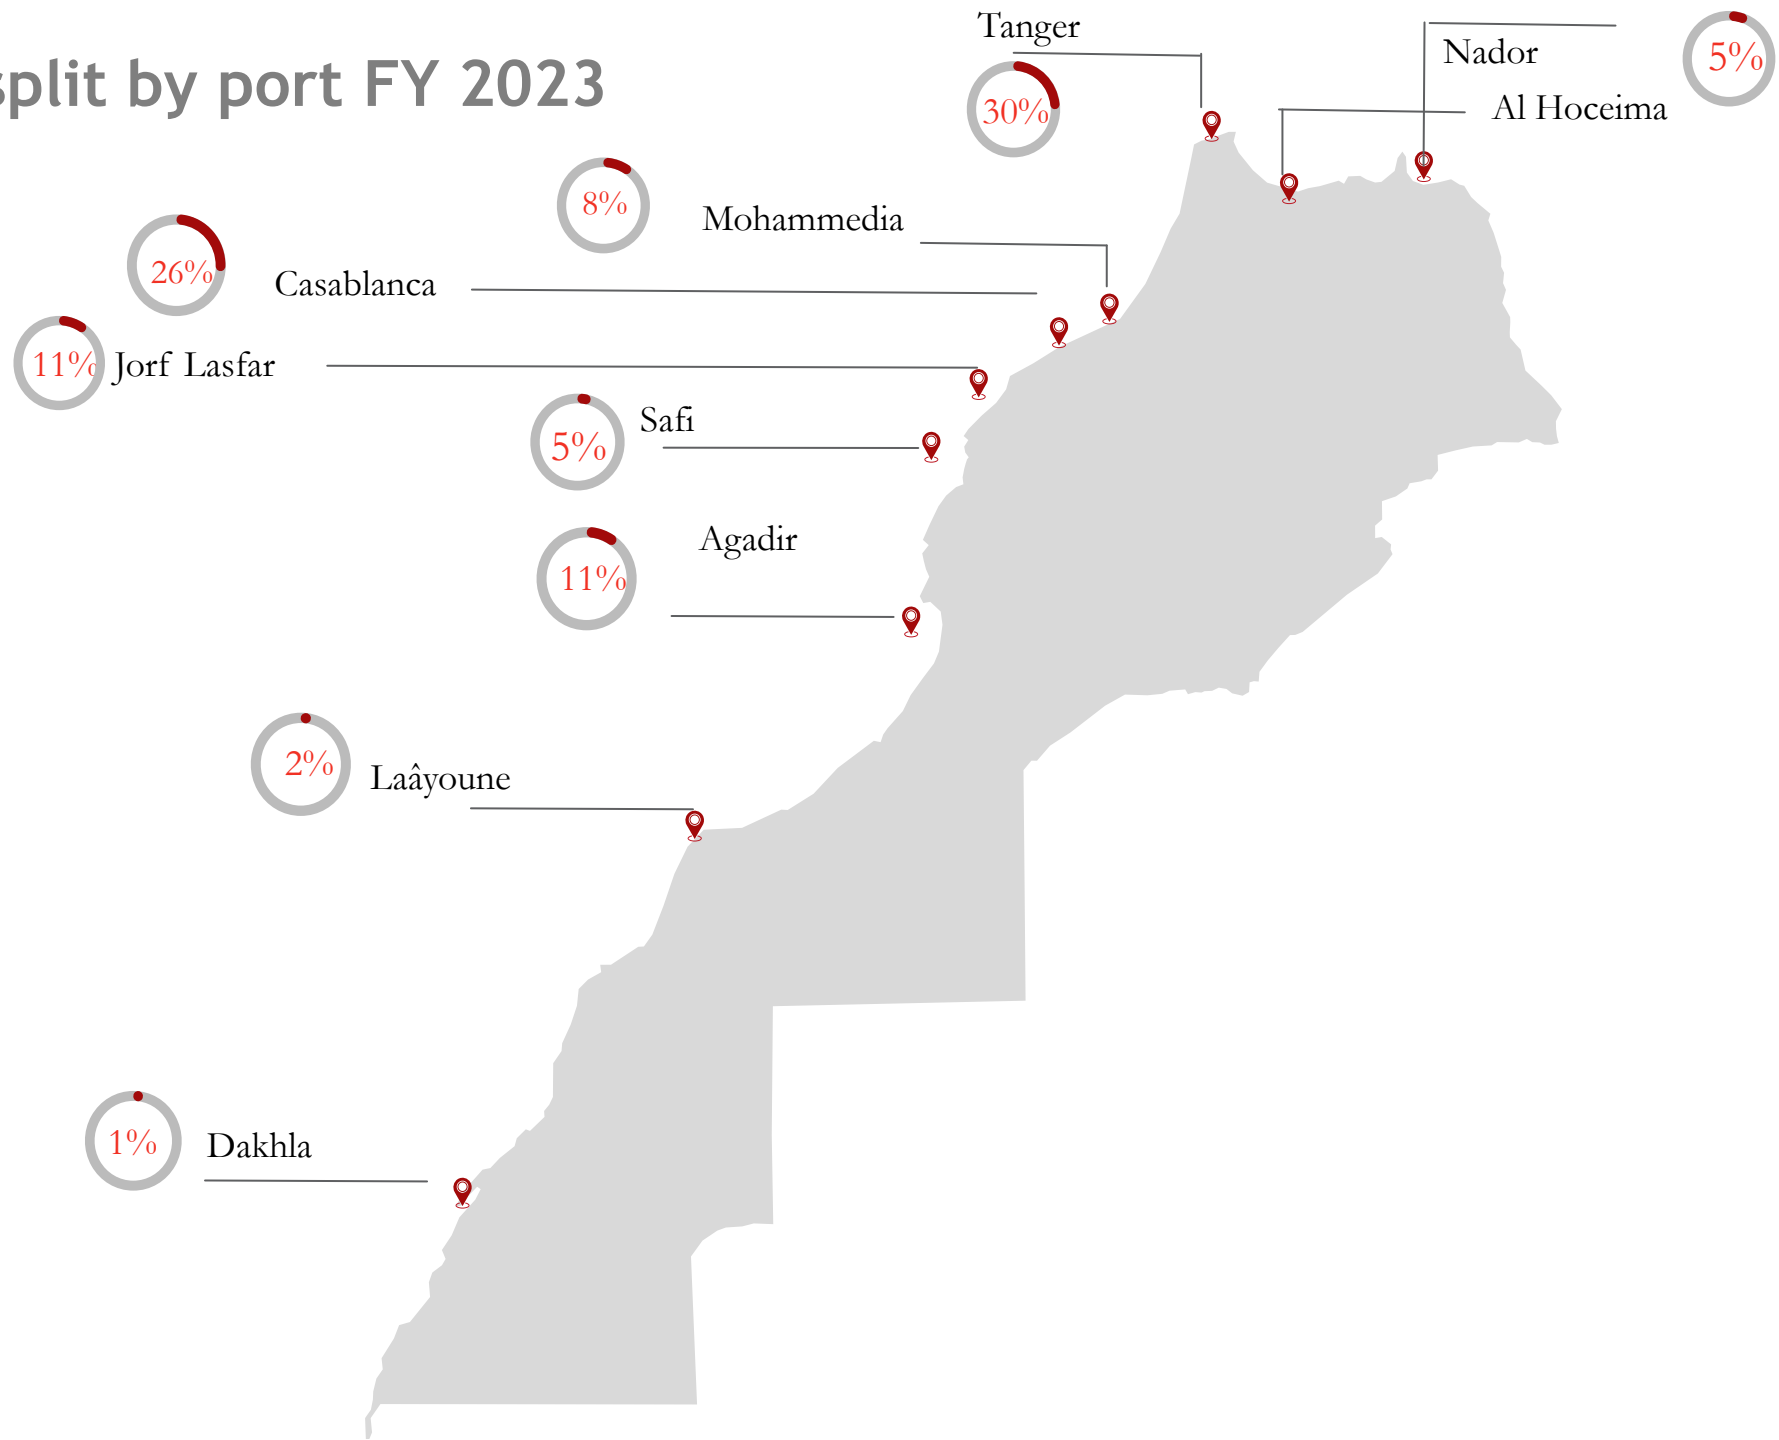 split by port FY 2023
Tanger
30%
Nador
5%
Al Hoceima
8%
Mohammedia
26%
Casablanca
11%
Jorf Lasfar
5%
Safi
11%
Agadir
2%
Laâyoune
1%
Dakhla